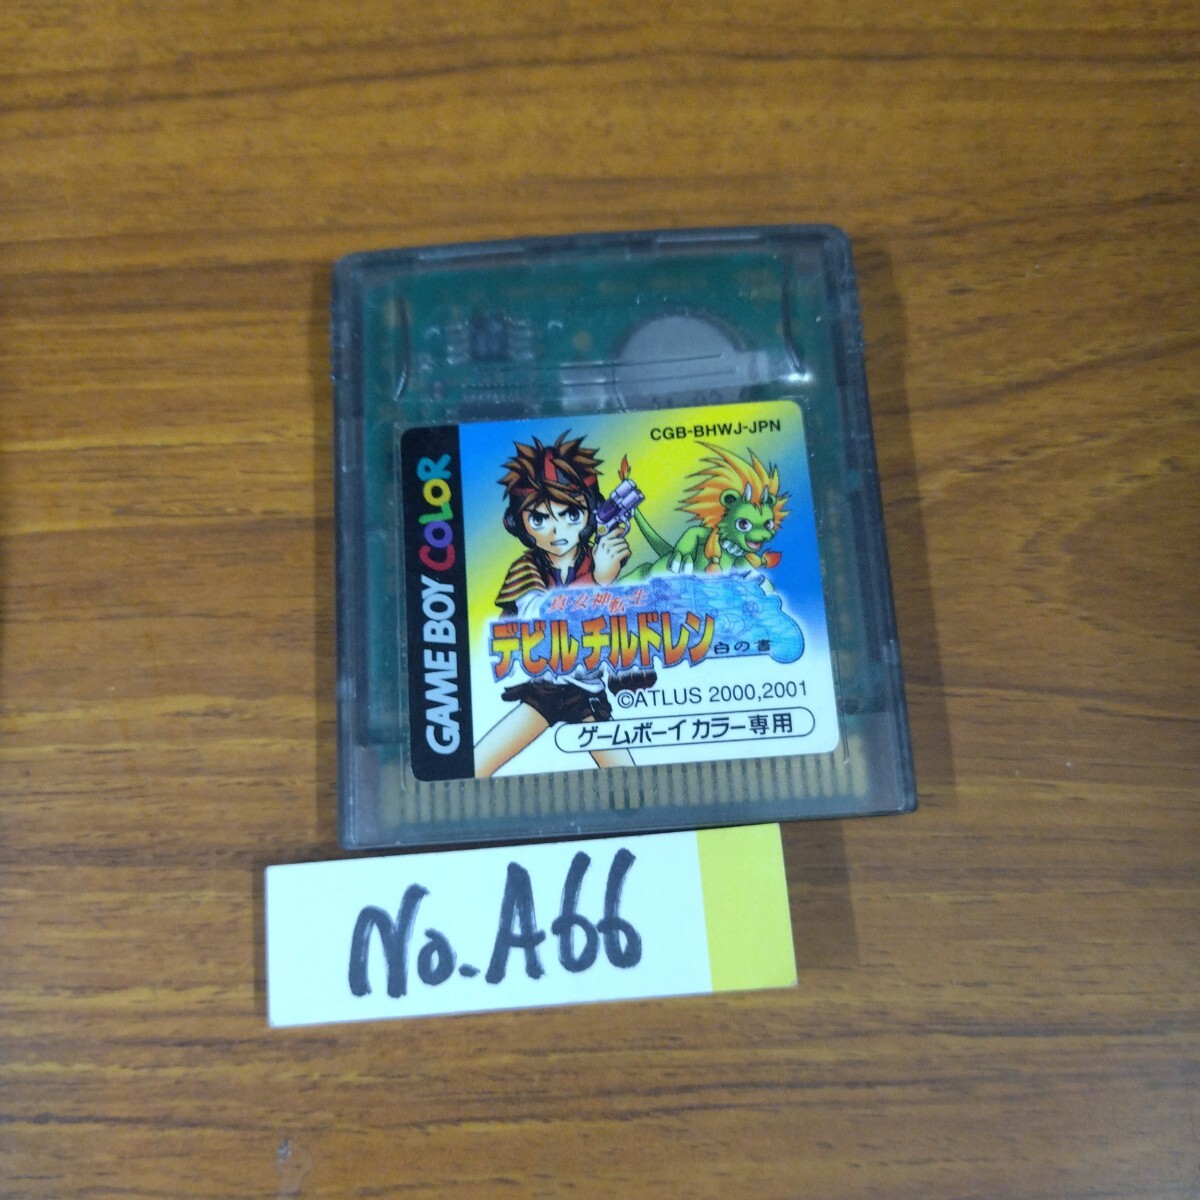 CGB-BHWJ-JPN
GAME BOY COLOR
真・女神転生
デビルチルドレン
白の書
©ATLUS 2000,2001
ゲームボーイ カラー専用
No.A66